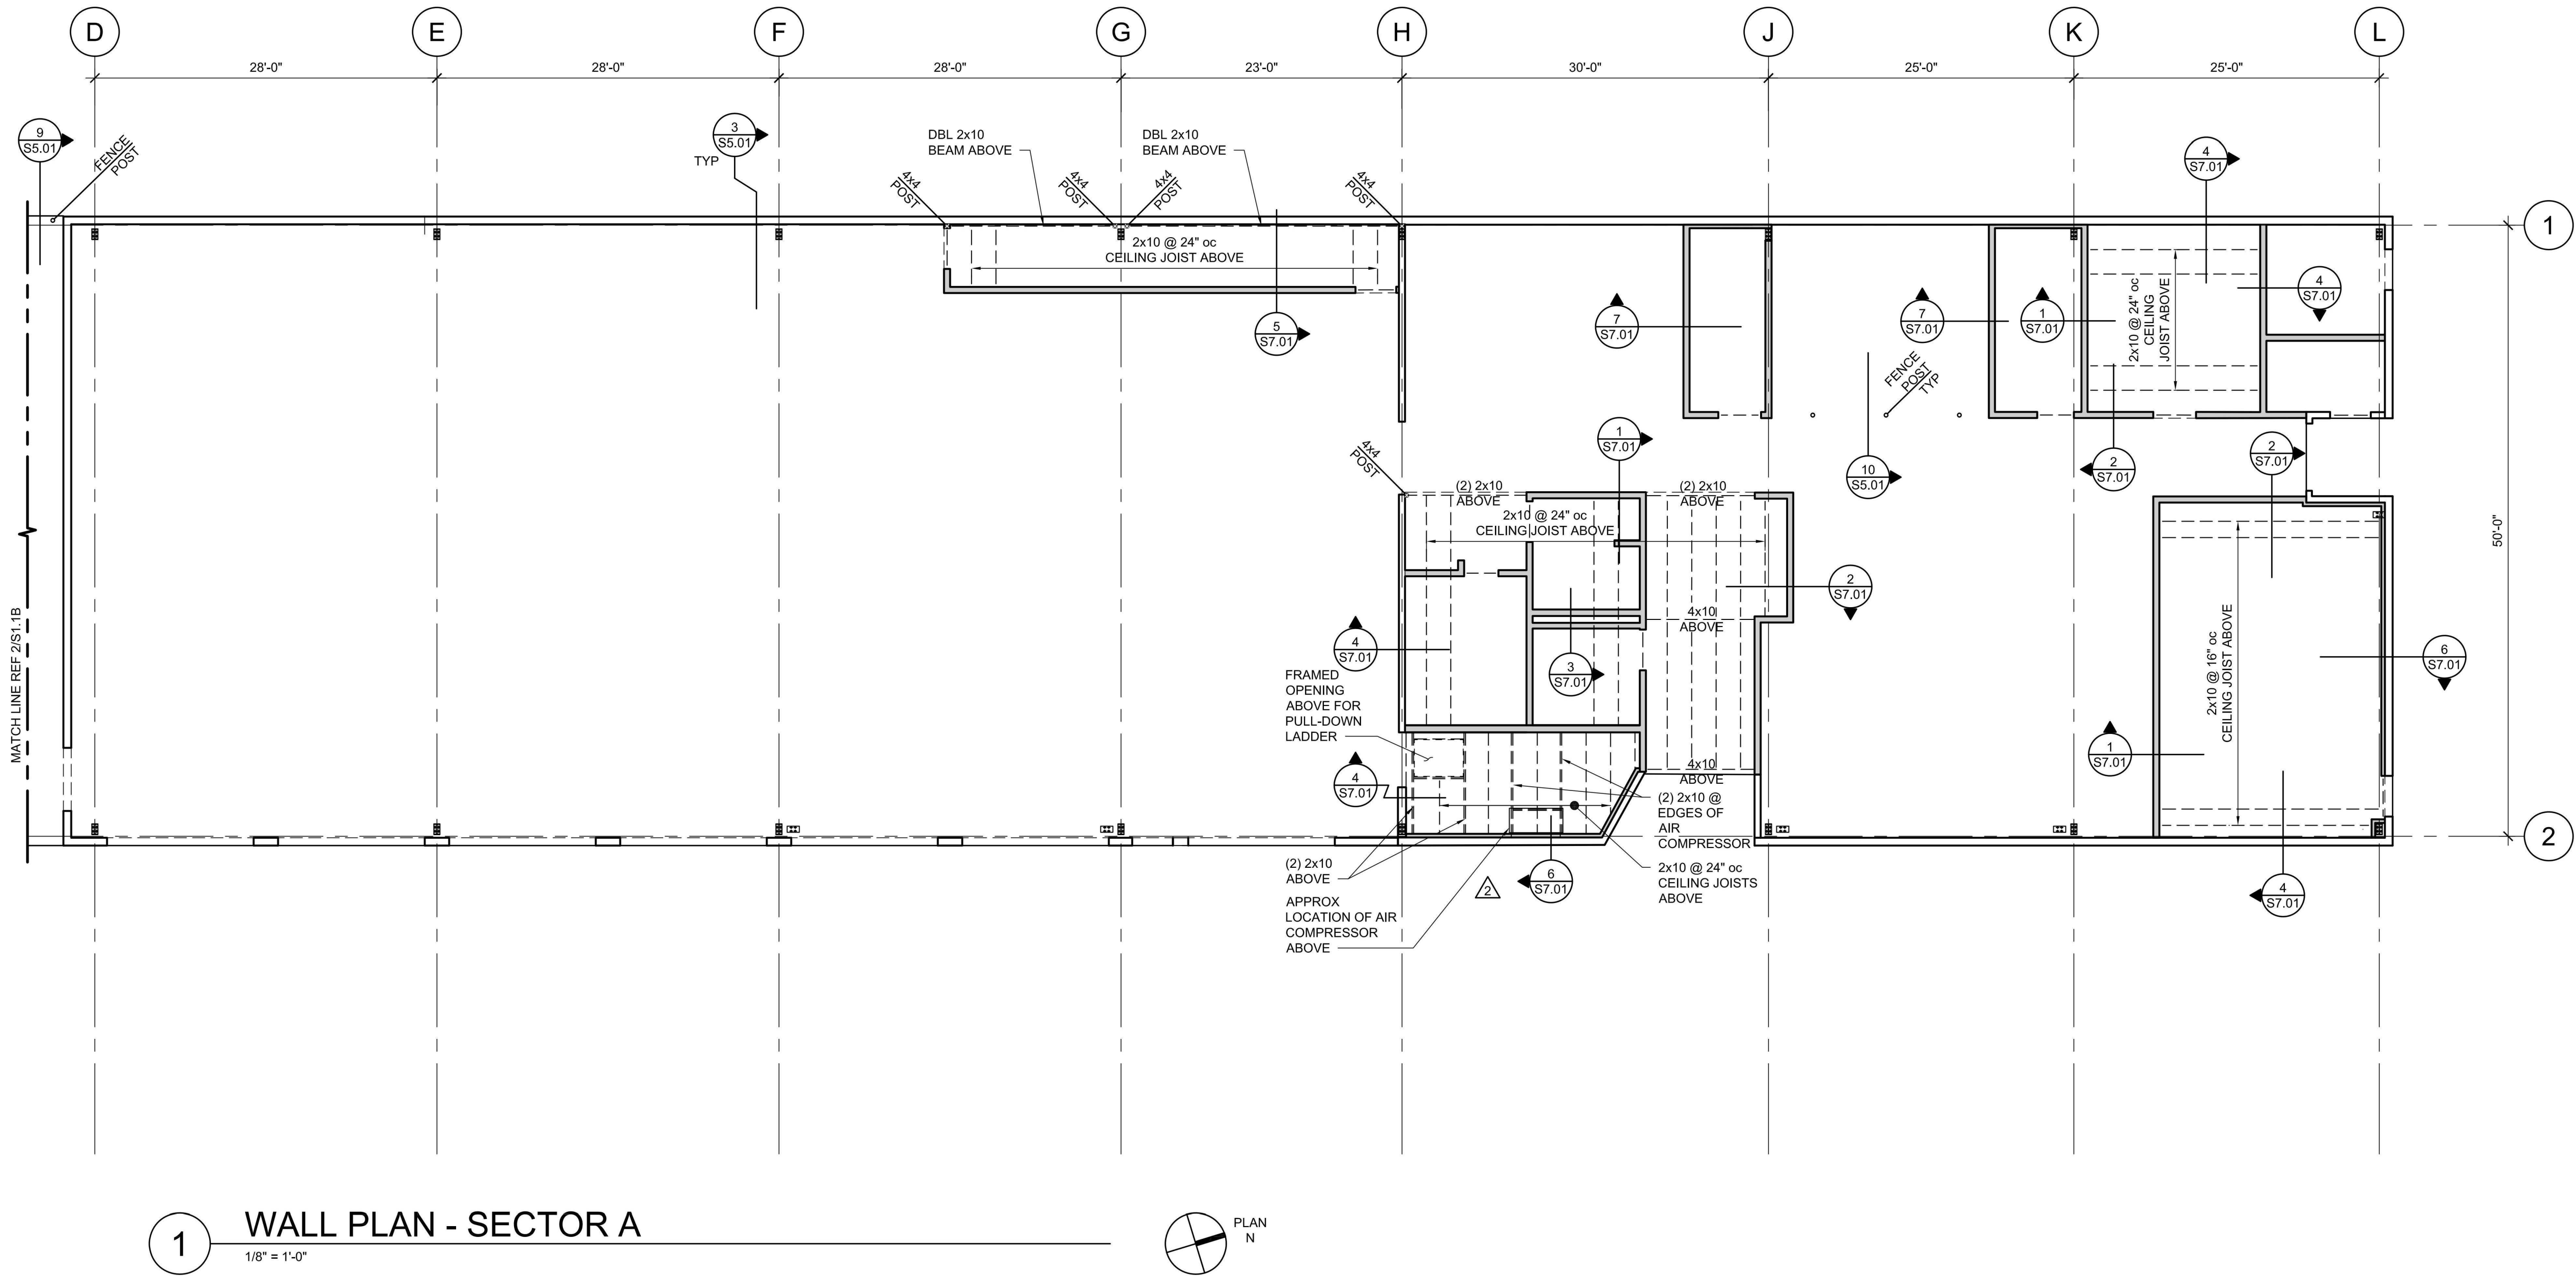 D
E
F
G
H
J
K
L
28'-0"
28'-0"
28'-0"
23'-0"
30'-0"
25'-0"
25'-0"
9
S5.01
FENCE
POST
3
S5.01
TYP
DBL 2x10
BEAM ABOVE
DBL 2x10
BEAM ABOVE
4x4
POST
4x4
POST
4x4
POST
4x4
POST
4
S7.01
1
2x10 @ 24" oc
CEILING JOIST ABOVE
5
S7.01
7
S7.01
7
S7.01
1
S7.01
2x10 @ 24" oc
CEILING
JOIST ABOVE
4
S7.01
FENCE
POST
TYP
4x4
POST
1
S7.01
10
S5.01
2
S7.01
2
S7.01
(2) 2x10
ABOVE
(2) 2x10
ABOVE
2x10 @ 24" oc
CEILING JOIST ABOVE
50'-0"
2
S7.01
4x10
ABOVE
4
S7.01
3
S7.01
MATCH LINE REF 2/S1.1B
2x10 @ 16" oc
CEILING JOIST ABOVE
6
S7.01
FRAMED
OPENING
ABOVE FOR
PULL-DOWN
LADDER
1
S7.01
4
S7.01
4x10
ABOVE
(2) 2x10 @
EDGES OF
AIR
COMPRESSOR
2
(2) 2x10
ABOVE
2
6
S7.01
2x10 @ 24" oc
CEILING JOISTS
ABOVE
4
S7.01
APPROX
LOCATION OF AIR
COMPRESSOR
ABOVE
1
WALL PLAN - SECTOR A
1/8" = 1'-0"
PLAN
N